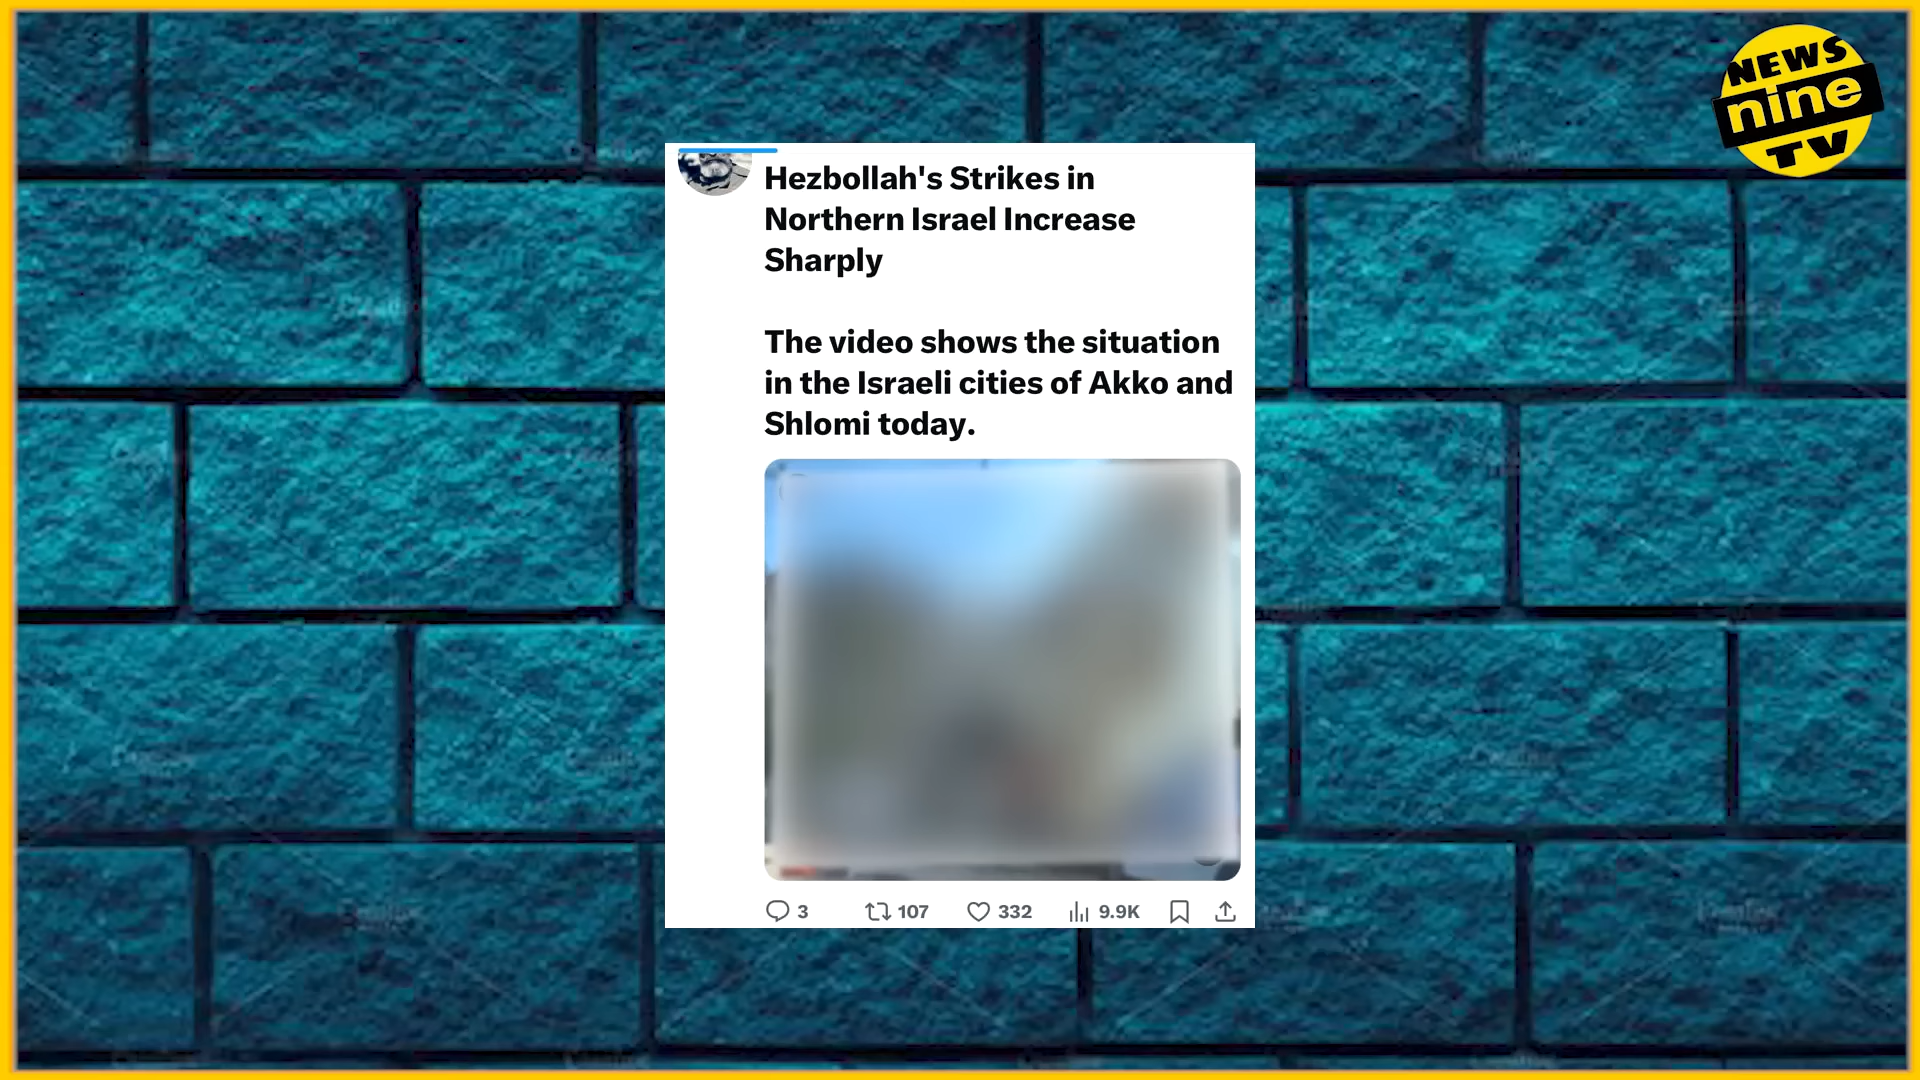 NEWS
nine
TV
Hezbollah's Strikes in
Northern Israel Increase
Sharply
The video shows the situation
in the Israeli cities of Akko and
Shlomi today.
3 107 332 9.9K